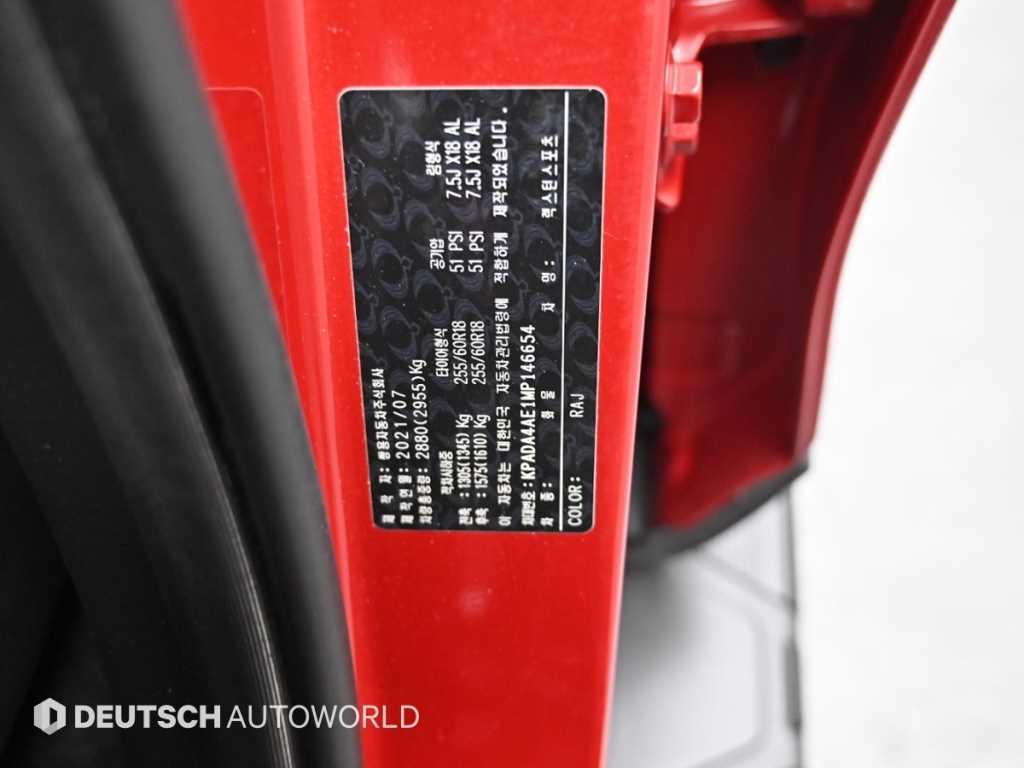 제 작 자 : 쌍용자동차주식회사
제작연월 : 2021/07
차량총중량 : 2880(2955)Kg
적차시하중 타이어형식 공기압 림형식
전축 : 1305(1345) Kg 255/60R18 51 PSI 7.5J X18 AL
후축 : 1575(1610) Kg 255/60R18 51 PSI 7.5J X18 AL
이 자동차는 대한민국 자동차관리법령에 적합하게 제작되었습니다.
차대번호: KPADA4AE1MP146654
차 종 : 화 물 차 명 : 렉스턴스포츠
COLOR: RAJ
DEUTSCH AUTOWORLD